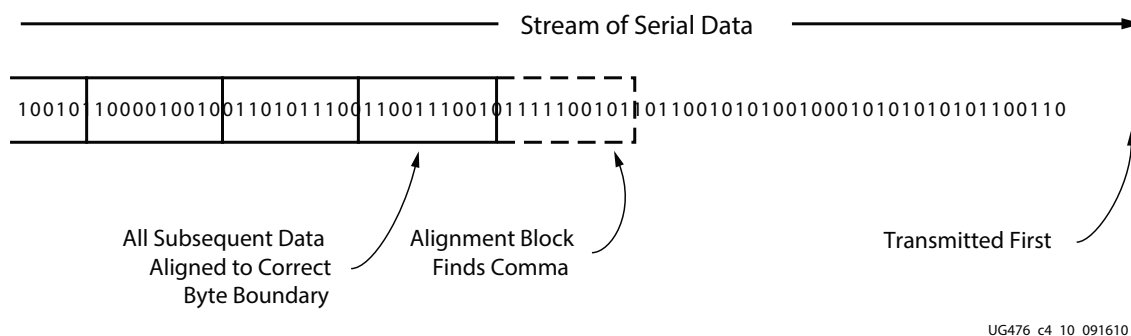 Stream of Serial Data
1001011000010010011010111001100111001011111001011011001010100100010101010101100110
All Subsequent Data
Aligned to Correct
Byte Boundary
Alignment Block
Finds Comma
Transmitted First
UG476_c4_10_091610